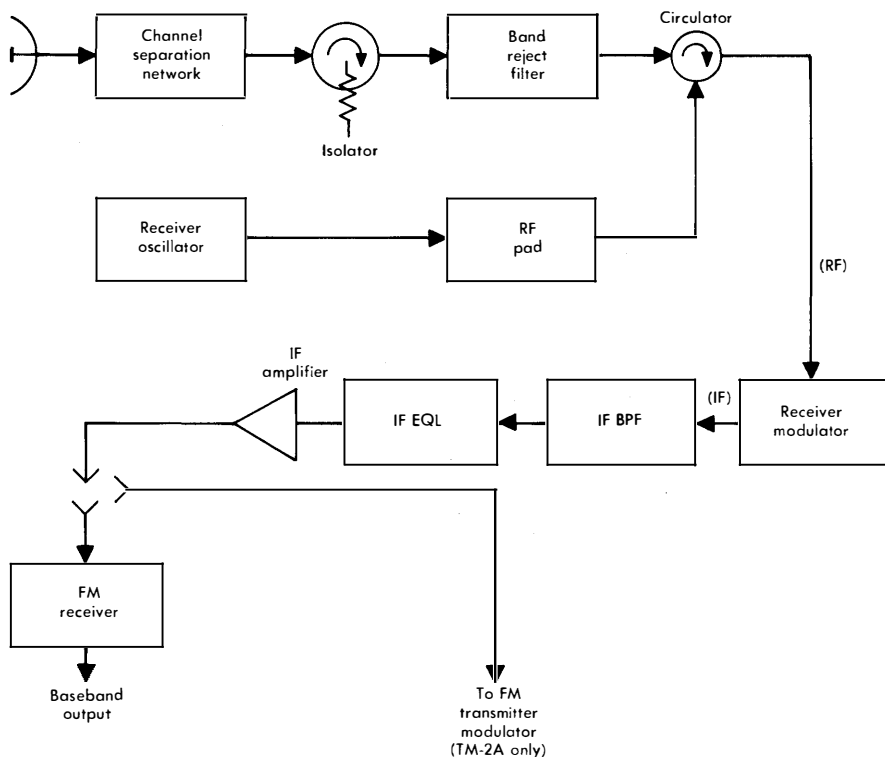 Channel
separation
network
Isolator
Band
reject
filter
Circulator
Receiver
oscillator
RF
pad
(RF)
IF
amplifier
IF EQL
IF BPF
(IF)
Receiver
modulator
FM
receiver
Baseband
output
To FM
transmitter
modulator
(TM-2A only)